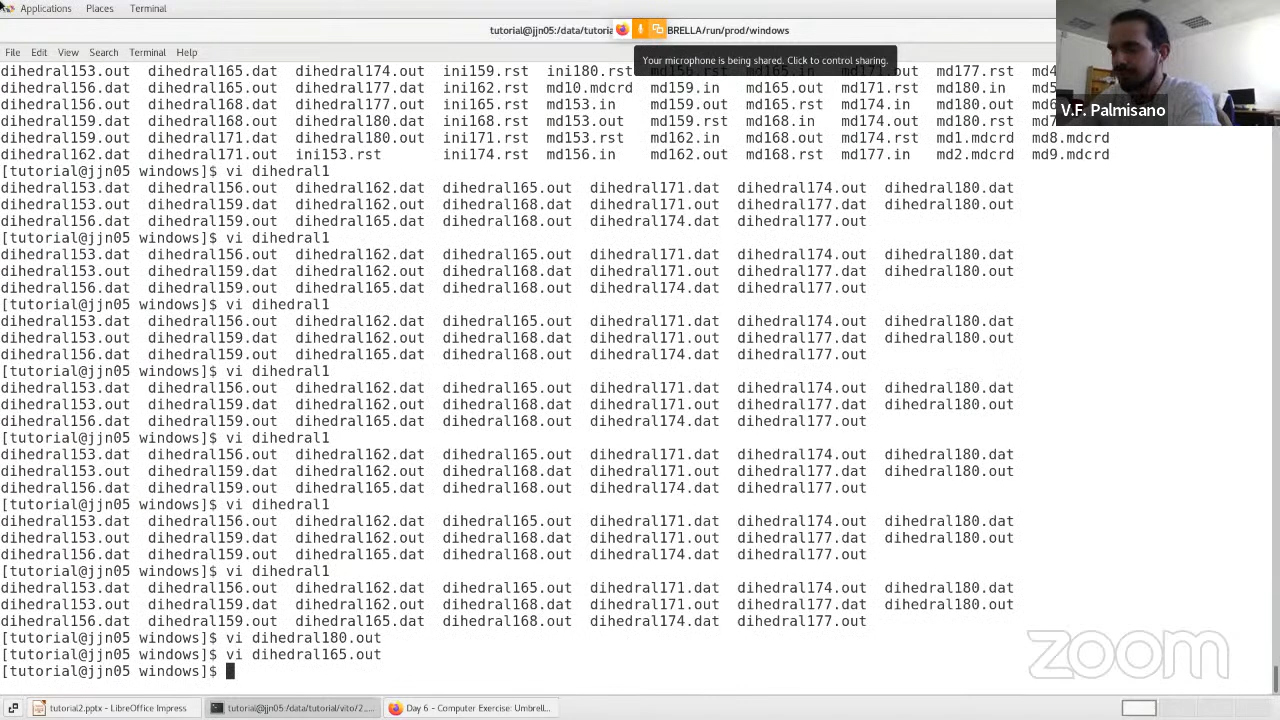 Applications Places Terminal
tutorial@jjn05:/data/tutoria BRELLA/run/prod/windows
File Edit View Search Terminal Help
Your microphone is being shared. Click to control sharing.
V.F. Palmisano
dihedral153.out dihedral165.dat dihedral174.out ini159.rst ini180.rst md156.rst md165.in md171.out md177.rst md4
dihedral156.dat dihedral165.out dihedral177.dat ini162.rst md10.mdcrd md159.in md165.out md171.rst md180.in md5
dihedral156.out dihedral168.dat dihedral177.out ini165.rst md153.in md159.out md165.rst md174.in md180.out md6
dihedral159.dat dihedral168.out dihedral180.dat ini168.rst md153.out md159.rst md168.in md174.out md180.rst md7
dihedral159.out dihedral171.dat dihedral180.out ini171.rst md153.rst md162.in md168.out md174.rst md1.mdcrd md8.mdcrd
dihedral162.dat dihedral171.out ini153.rst ini174.rst md156.in md162.out md168.rst md177.in md2.mdcrd md9.mdcrd
[tutorial@jjn05 windows]$ vi dihedral1
dihedral153.dat dihedral156.out dihedral162.dat dihedral165.out dihedral171.dat dihedral174.out dihedral180.dat
dihedral153.out dihedral159.dat dihedral162.out dihedral168.dat dihedral171.out dihedral177.dat dihedral180.out
dihedral156.dat dihedral159.out dihedral165.dat dihedral168.out dihedral174.dat dihedral177.out
[tutorial@jjn05 windows]$ vi dihedral1
dihedral153.dat dihedral156.out dihedral162.dat dihedral165.out dihedral171.dat dihedral174.out dihedral180.dat
dihedral153.out dihedral159.dat dihedral162.out dihedral168.dat dihedral171.out dihedral177.dat dihedral180.out
dihedral156.dat dihedral159.out dihedral165.dat dihedral168.out dihedral174.dat dihedral177.out
[tutorial@jjn05 windows]$ vi dihedral1
dihedral153.dat dihedral156.out dihedral162.dat dihedral165.out dihedral171.dat dihedral174.out dihedral180.dat
dihedral153.out dihedral159.dat dihedral162.out dihedral168.dat dihedral171.out dihedral177.dat dihedral180.out
dihedral156.dat dihedral159.out dihedral165.dat dihedral168.out dihedral174.dat dihedral177.out
[tutorial@jjn05 windows]$ vi dihedral1
dihedral153.dat dihedral156.out dihedral162.dat dihedral165.out dihedral171.dat dihedral174.out dihedral180.dat
dihedral153.out dihedral159.dat dihedral162.out dihedral168.dat dihedral171.out dihedral177.dat dihedral180.out
dihedral156.dat dihedral159.out dihedral165.dat dihedral168.out dihedral174.dat dihedral177.out
[tutorial@jjn05 windows]$ vi dihedral1
dihedral153.dat dihedral156.out dihedral162.dat dihedral165.out dihedral171.dat dihedral174.out dihedral180.dat
dihedral153.out dihedral159.dat dihedral162.out dihedral168.dat dihedral171.out dihedral177.dat dihedral180.out
dihedral156.dat dihedral159.out dihedral165.dat dihedral168.out dihedral174.dat dihedral177.out
[tutorial@jjn05 windows]$ vi dihedral1
dihedral153.dat dihedral156.out dihedral162.dat dihedral165.out dihedral171.dat dihedral174.out dihedral180.dat
dihedral153.out dihedral159.dat dihedral162.out dihedral168.dat dihedral171.out dihedral177.dat dihedral180.out
dihedral156.dat dihedral159.out dihedral165.dat dihedral168.out dihedral174.dat dihedral177.out
[tutorial@jjn05 windows]$ vi dihedral1
dihedral153.dat dihedral156.out dihedral162.dat dihedral165.out dihedral171.dat dihedral174.out dihedral180.dat
dihedral153.out dihedral159.dat dihedral162.out dihedral168.dat dihedral171.out dihedral177.dat dihedral180.out
dihedral156.dat dihedral159.out dihedral165.dat dihedral168.out dihedral174.dat dihedral177.out
[tutorial@jjn05 windows]$ vi dihedral180.out
[tutorial@jjn05 windows]$ vi dihedral165.out
[tutorial@jjn05 windows]$
zoom
tutorial2.pptx - LibreOffice Impress tutorial@jjn05:/data/tutorial/vito/2... Day 6 - Computer Exercise: Umbrell...